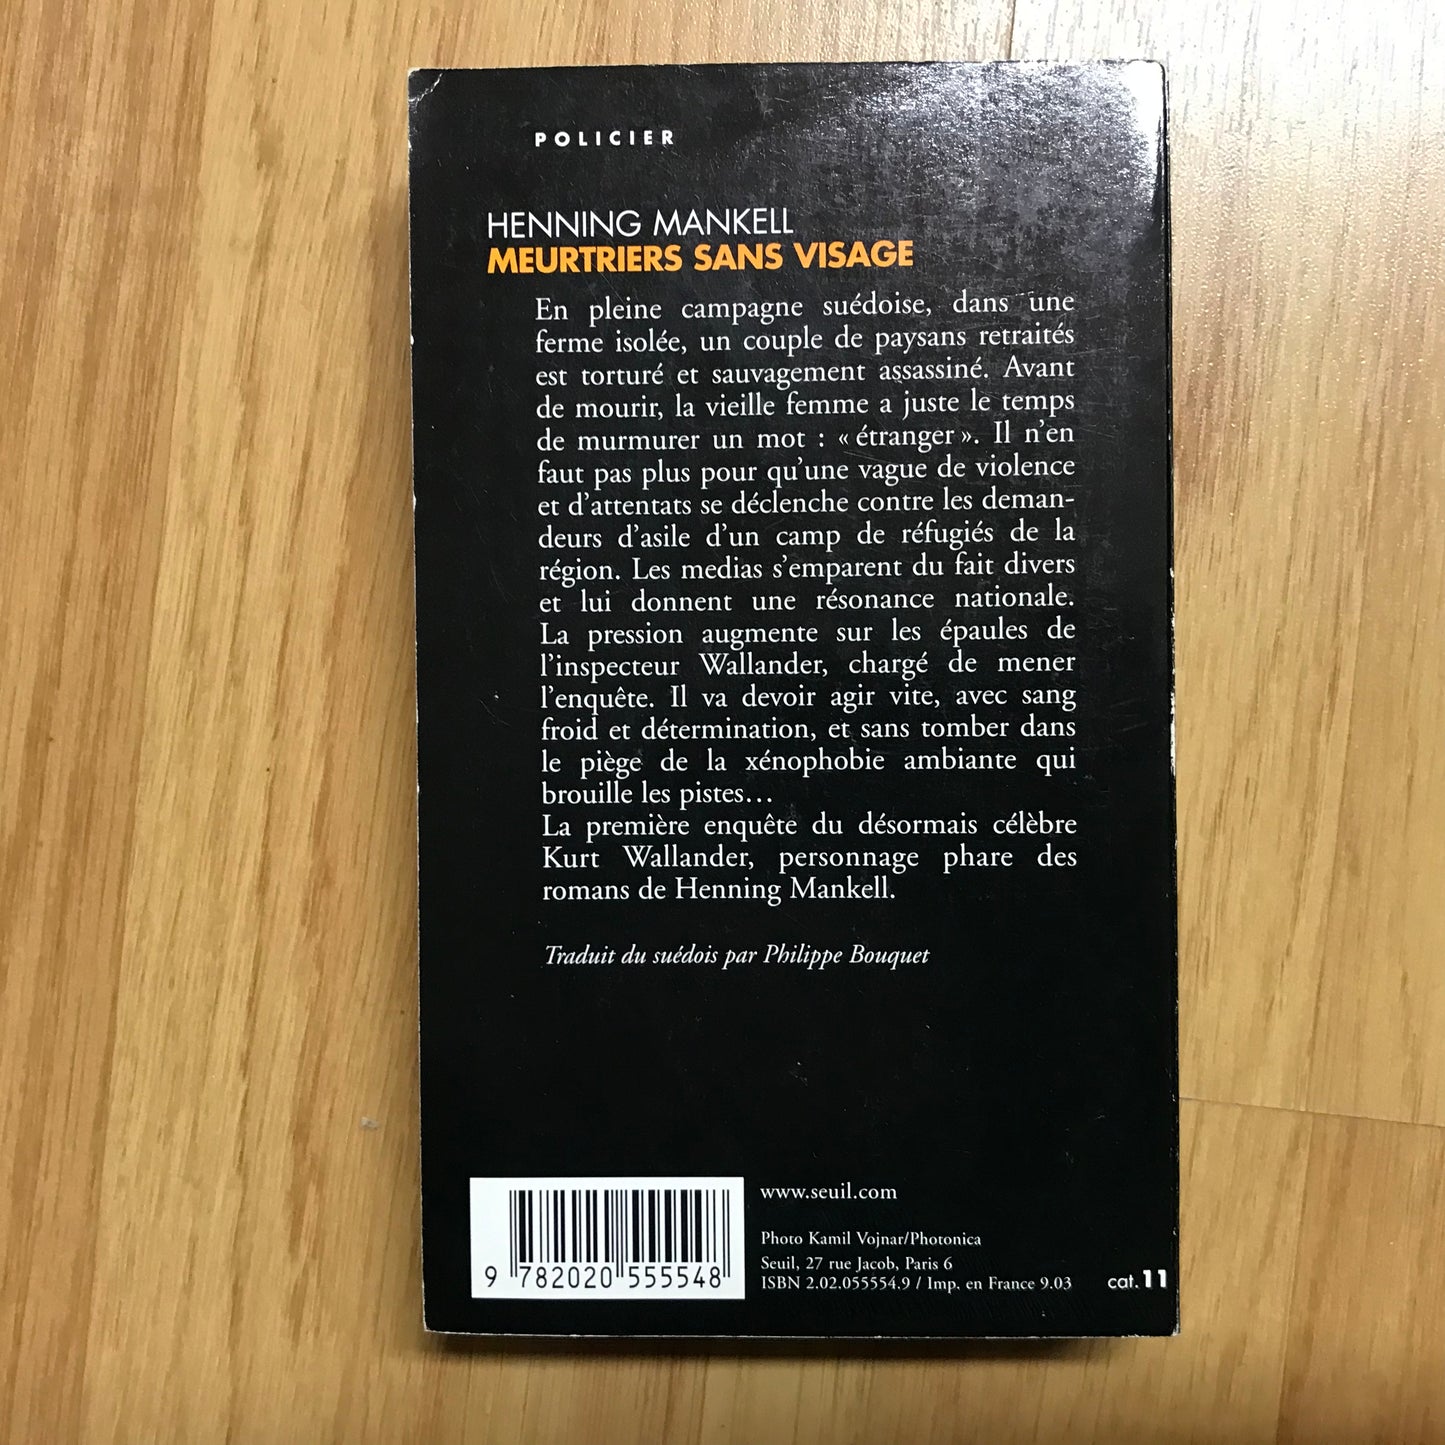 POLICIER
HENNING MANKELL
MEURTRIERS SANS VISAGE
En pleine campagne suédoise, dans une
ferme isolée, un couple de paysans retraités
est torturé et sauvagement assassiné. Avant
de mourir, la vieille femme a juste le temps
de murmurer un mot : « étranger ». Il n'en
faut pas plus pour qu'une vague de violence
et d'attentats se déclenche contre les deman-
deurs d'asile d'un camp de réfugiés de la
région. Les medias s'emparent du fait divers
et lui donnent une résonance nationale.
La pression augmente sur les épaules de
l'inspecteur Wallander, chargé de mener
l'enquête. Il va devoir agir vite, avec sang
froid et détermination, et sans tomber dans
le piège de la xénophobie ambiante qui
brouille les pistes...
La première enquête du désormais célèbre
Kurt Wallander, personnage phare des
romans de Henning Mankell.
Traduit du suédois par Philippe Bouquet
www.seuil.com
Photo Kamil Vojnar/Photonica
Seuil, 27 rue Jacob, Paris 6
ISBN 2.02.055554.9 / Imp. en France 9.03
cat. 11
9 782020 555548